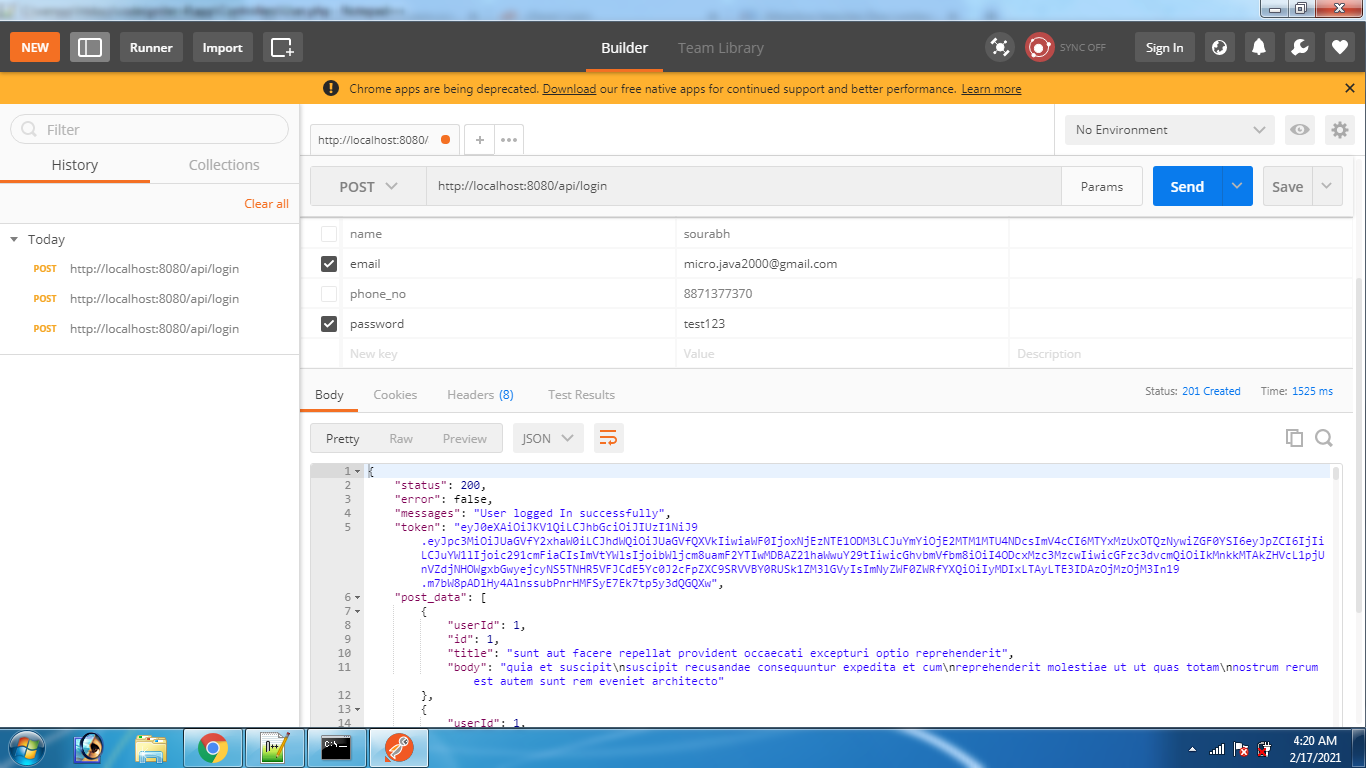 NEW
Runner
Import
Builder
Team Library
SYNC OFF
Sign In
Chrome apps are being deprecated. Download our free native apps for continued support and better performance. Learn more
Filter
History
Collections
Clear all
Today
POST http://localhost:8080/api/login
POST http://localhost:8080/api/login
POST http://localhost:8080/api/login
http://localhost:8080/
No Environment
POST
http://localhost:8080/api/login
Params
Send
Save
name sourabh
email micro.java2000@gmail.com
phone_no 8871377370
password test123
New key Value Description
Body
Cookies
Headers (8)
Test Results
Status: 201 Created Time: 1525 ms
Pretty
Raw
Preview
JSON
1 {
2 "status": 200,
3 "error": false,
4 "messages": "User logged In successfully",
5 "token": "eyJ0eXAiOiJKV1QiLCJhbGciOiJIUzI1NiJ9
6 "post_data": [
7 {
8 "userId": 1,
9 "id": 1,
10 "title": "sunt aut facere repellat provident occaecati excepturi optio reprehenderit",
11 "body": "quia et suscipit\nsuscipit recusandae consequuntur expedita et cum\nreprehenderit molestiae ut ut quas totam\nnostrum rerum
est autem sunt rem eveniet architecto"
12 },
13 {
14 "userId": 1,
4:20 AM
2/17/2021